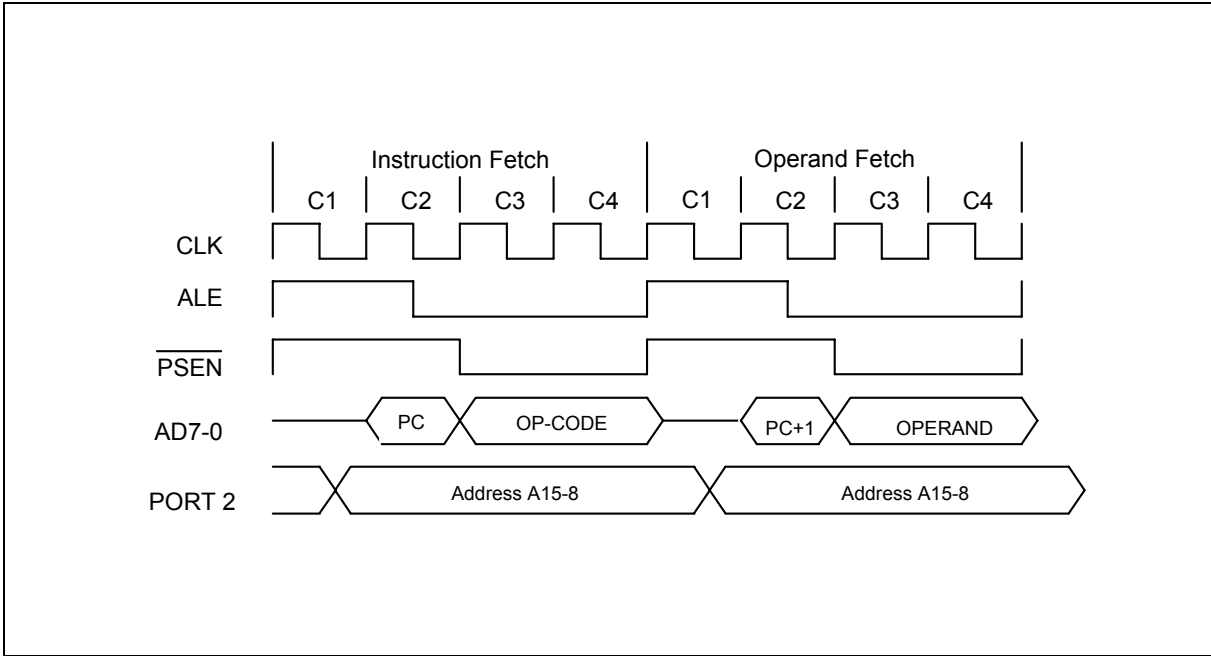 Instruction Fetch Operand Fetch
C1 C2 C3 C4 C1 C2 C3 C4
CLK
ALE
PSEN
AD7-0 PC OP-CODE PC+1 OPERAND
PORT 2 Address A15-8 Address A15-8